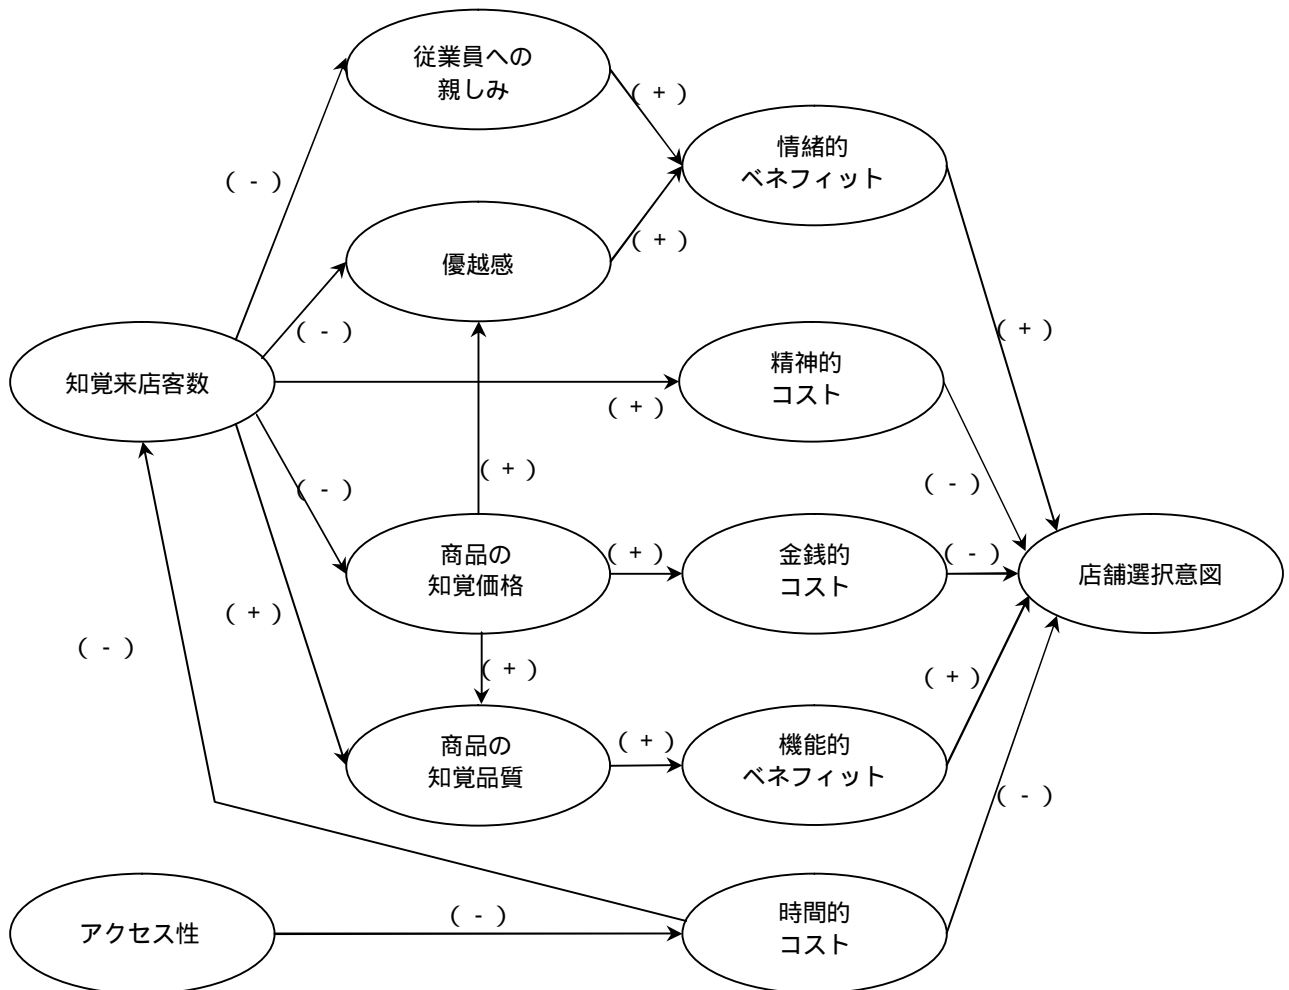 従業員への
親しみ
( + )
情緒的
ベネフィット
( - )
優越感
( + )
( - )
知覚来店客数
精神的
コスト
( + )
( + )
( + )
( - )
( - )
商品の
知覚価格
( + )
金銭的
コスト
( - )
店舗選択意図
( + )
( - )
( + )
( + )
商品の
知覚品質
( + )
機能的
ベネフィット
( - )
アクセス性
( - )
時間的
コスト